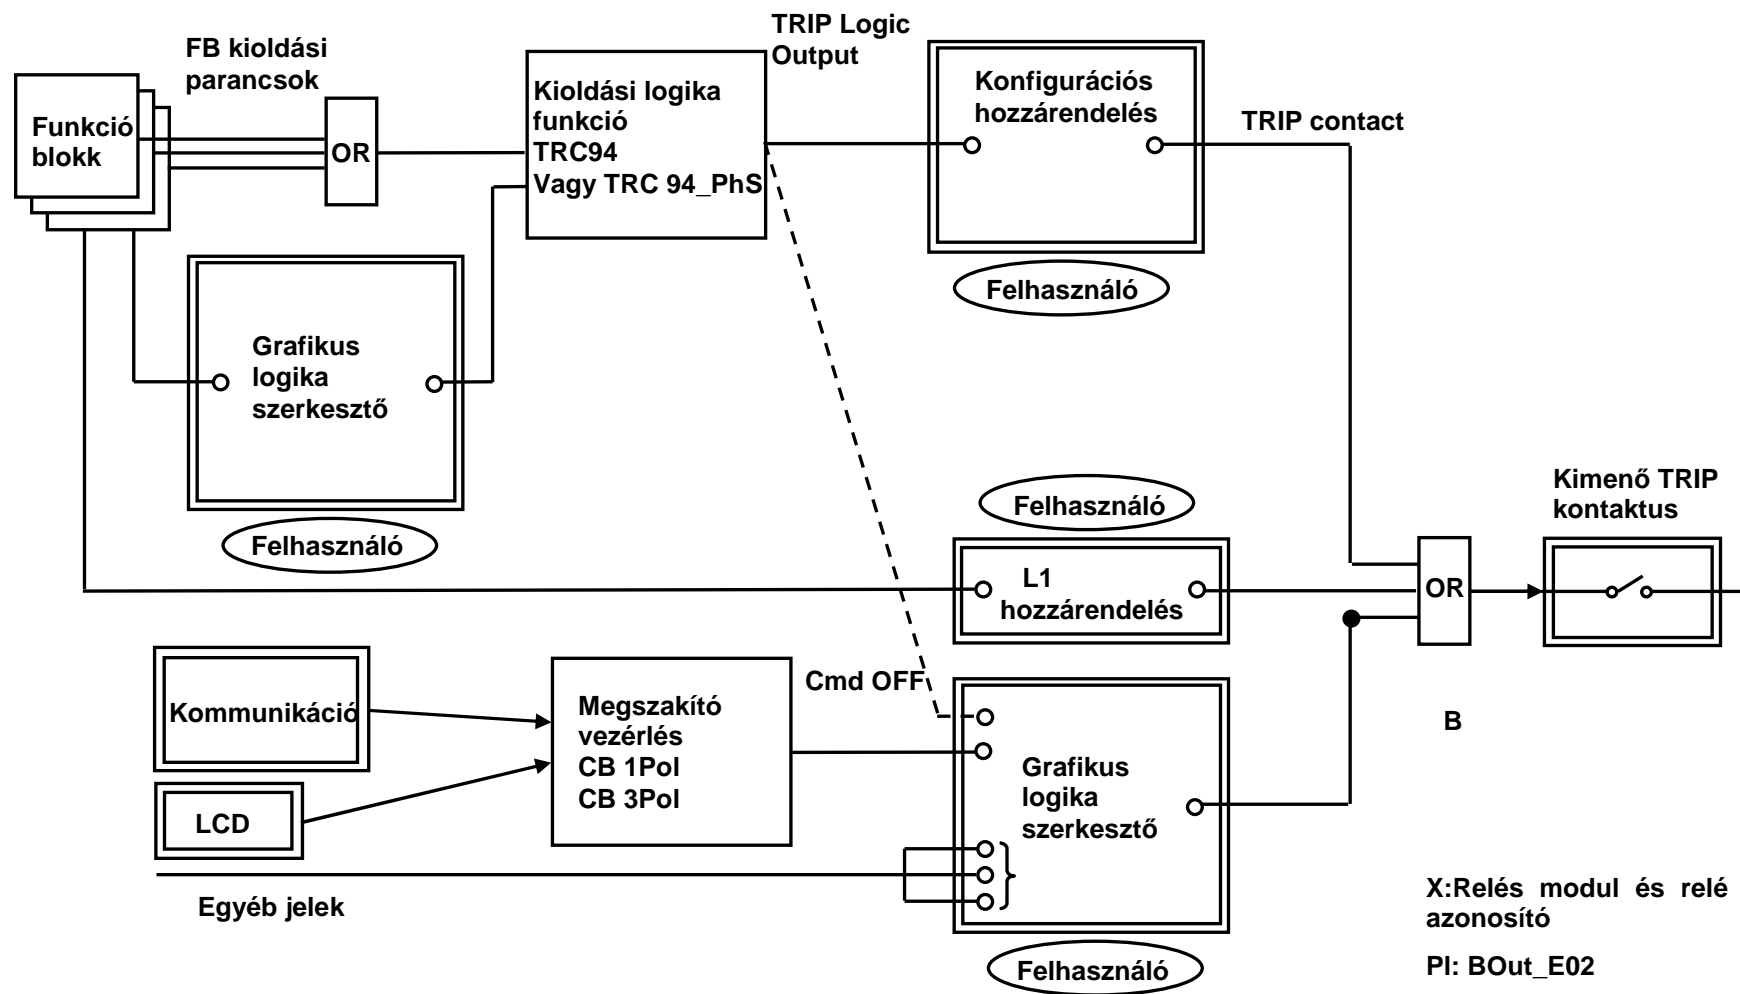 FB kioldási
parancsok
TRIP Logic
Output
Funkció
blokk
OR
Kioldási logika
funkció
TRC94
Vagy TRC 94_PhS
Konfigurációs
hozzárendelés
TRIP contact
Felhasználó
Grafikus
logika
szerkesztő
Felhasználó
Felhasználó
L1
hozzárendelés
OR
Kimenő TRIP
kontaktus
Kommunikáció
LCD
Megszakító
vezérlés
CB 1Pol
CB 3Pol
Cmd OFF
Grafikus
logika
szerkesztő
B
Egyéb jelek
Felhasználó
X:Relés modul és relé
azonosító
Pl: BOut_E02